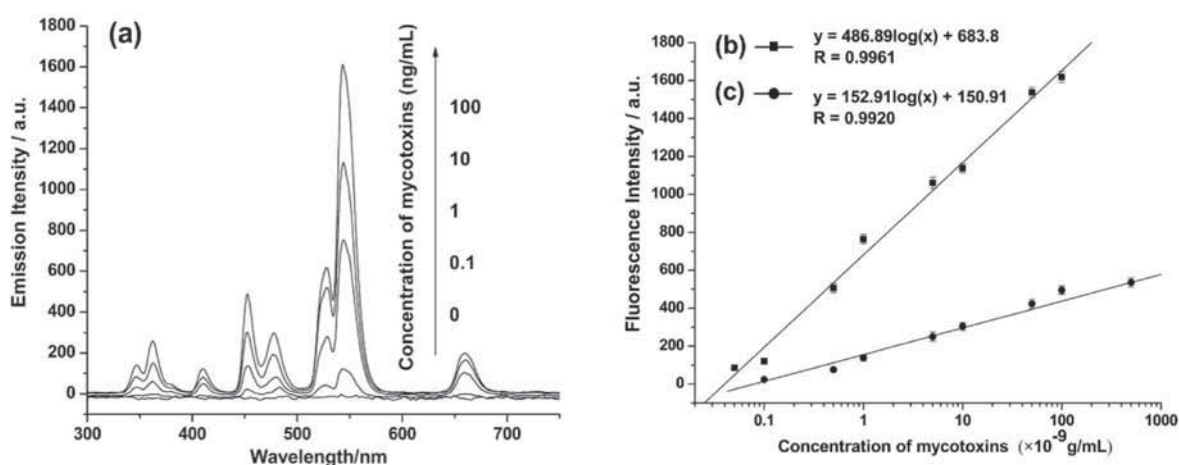 (a)
Emission Itensity / a.u.
1800
1600
1400
1200
1000
800
600
400
200
0
Concentration of mycotoxins (ng/mL)
100
10
1
0.1
0
300
400
500
600
700
Wavelength/nm
(b)
y = 486.89log(x) + 683.8
R = 0.9961
(c)
y = 152.91log(x) + 150.91
R = 0.9920
Fluorescence Intensity / a.u.
1800
1600
1400
1200
1000
800
600
400
200
0
0.1
1
10
100
1000
Concentration of mycotoxins (×10⁻⁹ g/mL)